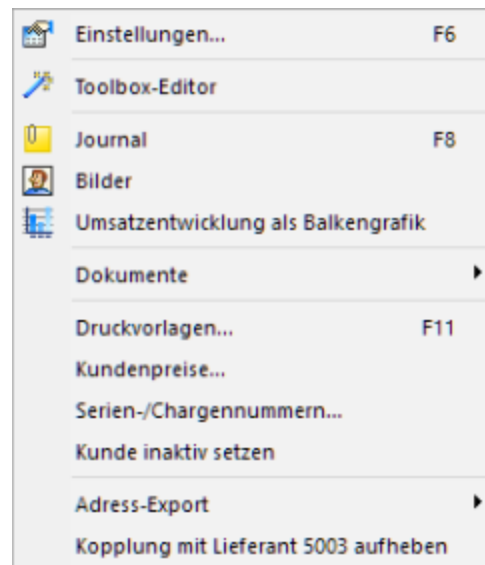 Einstellungen... F6
Toolbox-Editor
Journal F8
Bilder
Umsatzentwicklung als Balkengrafik
Dokumente
Druckvorlagen... F11
Kundenpreise...
Serien-/Chargennummern...
Kunde inaktiv setzen
Adress-Export
Kopplung mit Lieferant 5003 aufheben